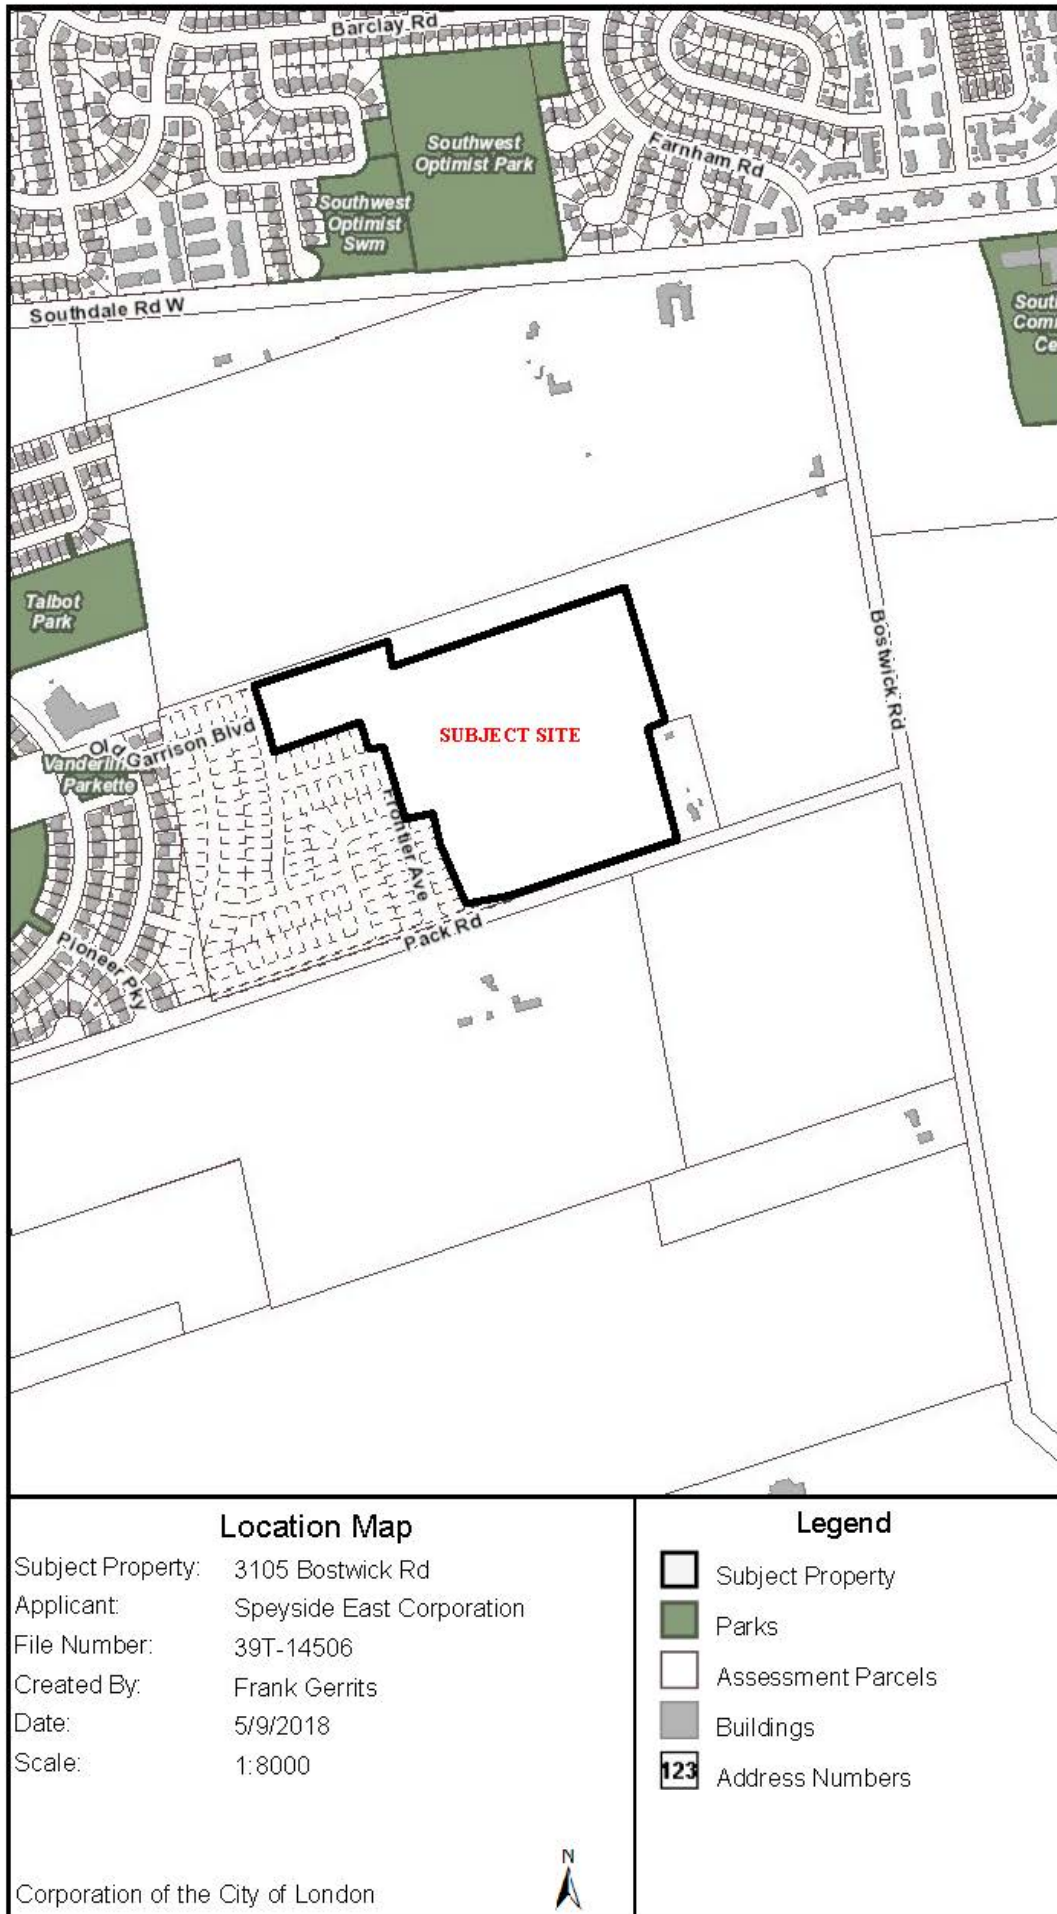 Barclay Rd
Southwest
Optimist Park
Farnham Rd
Southwest
Optimist
Swm
Southdale Rd W
Talbot
Park
Bostwick Rd
SUBJECT SITE
Old Garrison Blvd
Parkette
Frontier Ave
Pack Rd
Pioneer Pky
Location Map
Subject Property: 3105 Bostwick Rd
Applicant: Speyside East Corporation
File Number: 39T-14506
Created By: Frank Gerrits
Date: 5/9/2018
Scale: 1:8000
N
Corporation of the City of London
Legend
Subject Property
Parks
Assessment Parcels
Buildings
123 Address Numbers